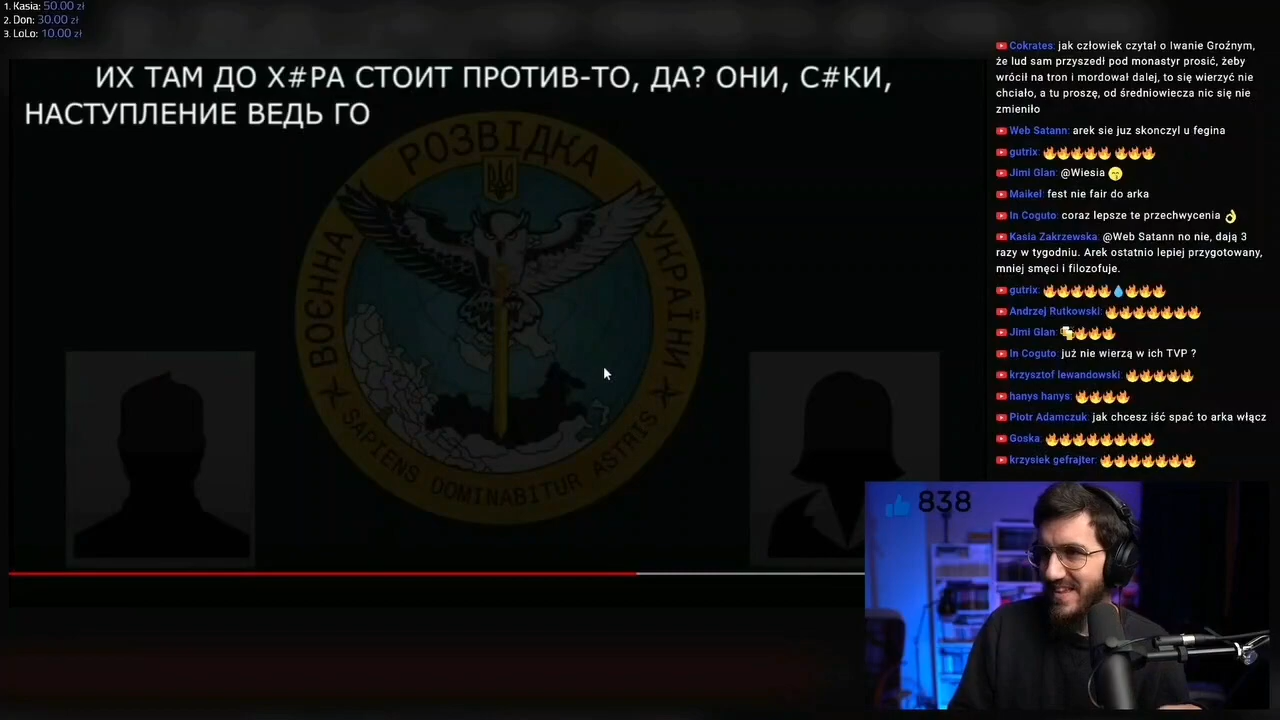 1. Kasia: 50.00 zł
2. Don: 30.00 zł
3. LoLo: 10.00 zł
ИХ ТАМ ДО Х#РА СТОИТ ПРОТИВ-ТО, ДА? ОНИ, С#КИ,
НАСТУПЛЕНИЕ ВЕДЬ ГО
ВОЄННА РОЗВІДКА УКРАЇНИ
SAPIENS DOMINABITUR ASTRIS
Cokrates: jak człowiek czytał o Iwanie Groźnym,
że lud sam przyszedł pod monastyr prosić, żeby
wrócił na tron i mordował dalej, to się wierzyć nie
chciało, a tu proszę, od średniowiecza nic się nie
zmieniło
Web Satann: arek sie juz skonczyl u fegina
gutrix: 🔥🔥🔥🔥🔥 🔥🔥🔥
Jimi Glan: @Wiesia 😙
Maikel: fest nie fair do arka
In Coguto: coraz lepsze te przechwycenia 👌
Kasia Zakrzewska: @Web Satann no nie, dają 3
razy w tygodniu. Arek ostatnio lepiej przygotowany,
mniej smęci i filozofuje.
gutrix: 🔥🔥🔥🔥🔥💧🔥🔥🔥
Andrzej Rutkowski: 🔥🔥🔥🔥🔥🔥🔥
Jimi Glan: 🍻🔥🔥🔥
In Coguto: już nie wierzą w ich TVP ?
krzysztof lewandowski: 🔥🔥🔥🔥🔥
hanys hanys: 🔥🔥🔥🔥
Piotr Adamczuk: jak chcesz iść spać to arka włącz
Goska: 🔥🔥🔥🔥🔥🔥🔥🔥
krzysiek gefrajter: 🔥🔥🔥🔥🔥🔥🔥
838